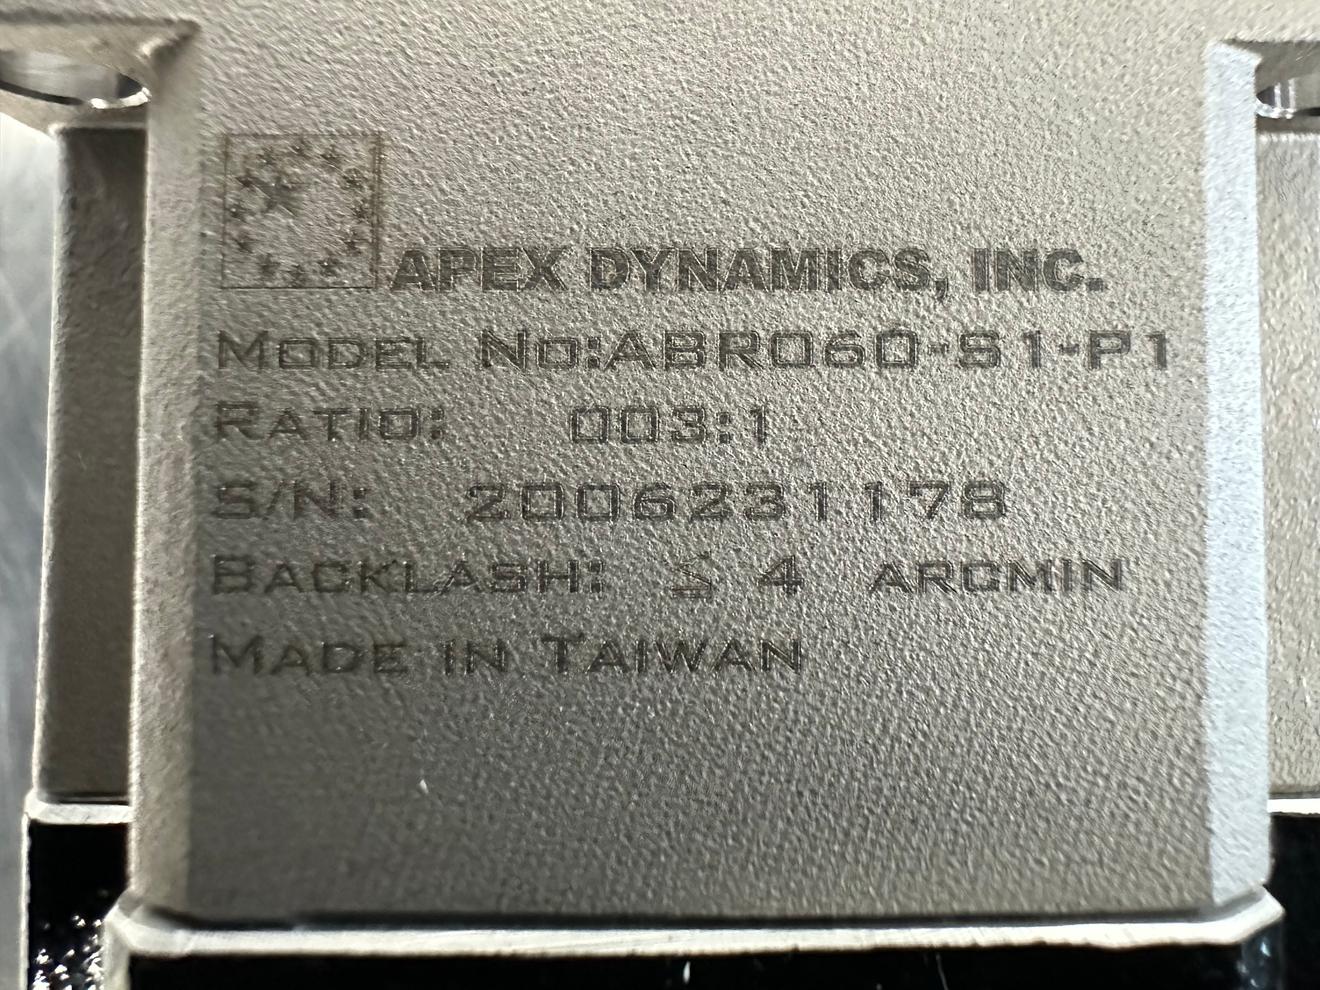 APEX DYNAMICS, INC.
MODEL NO:ABR060-S1-P1
RATIO: 003:1
S/N: 2006231178
BACKLASH: ≤ 4 ARCMIN
MADE IN TAIWAN